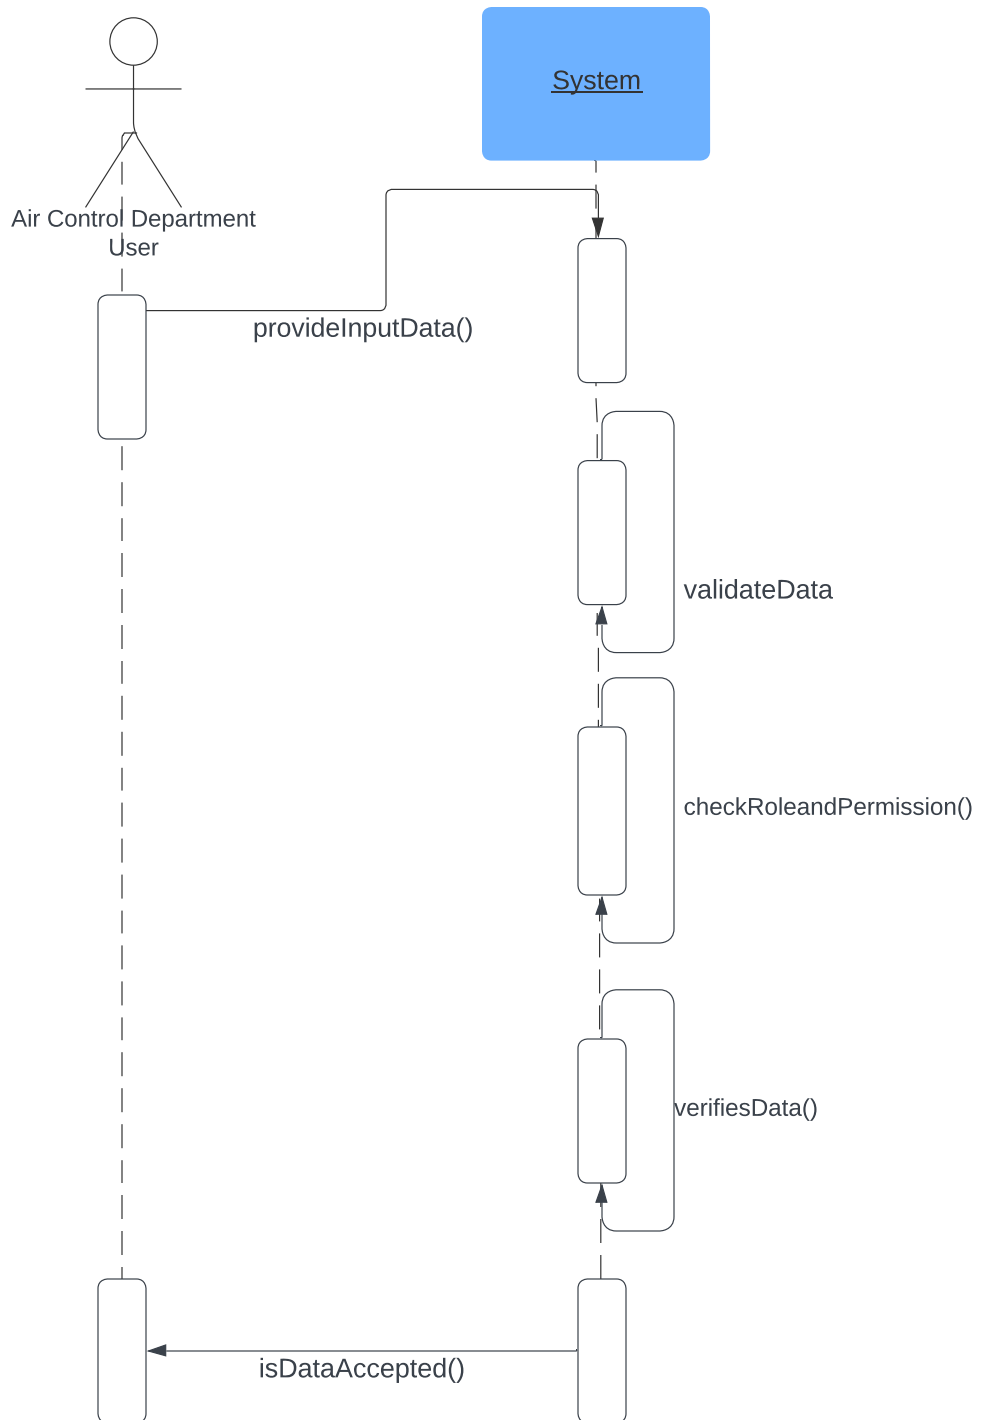 System
Air Control Department
User
provideInputData()
validateData
checkRoleandPermission()
verifiesData()
isDataAccepted()